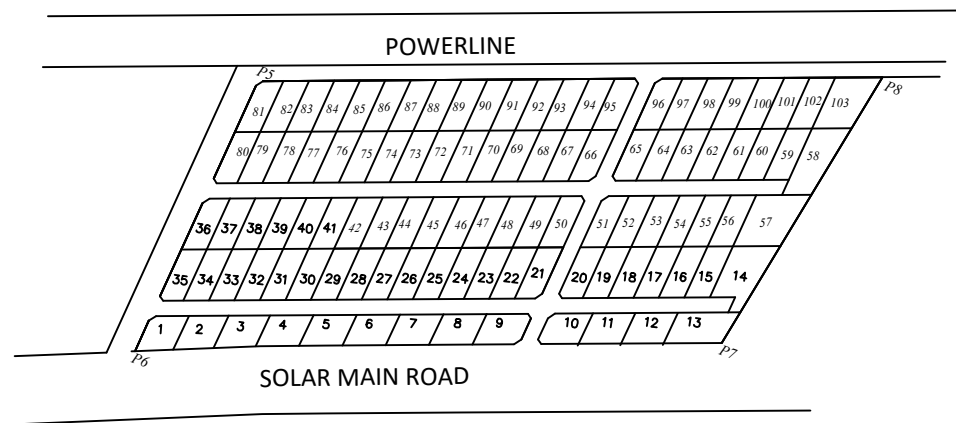 POWERLINE
P5
P8
81 82 83 84 85 86 87 88 89 90 91 92 93 94 95 96 97 98 99 100 101 102 103
80 79 78 77 76 75 74 73 72 71 70 69 68 67 66 65 64 63 62 61 60 59 58
36 37 38 39 40 41 42 43 44 45 46 47 48 49 50 51 52 53 54 55 56 57
35 34 33 32 31 30 29 28 27 26 25 24 23 22 21 20 19 18 17 16 15 14
1 2 3 4 5 6 7 8 9 10 11 12 13
P6
P7
SOLAR MAIN ROAD